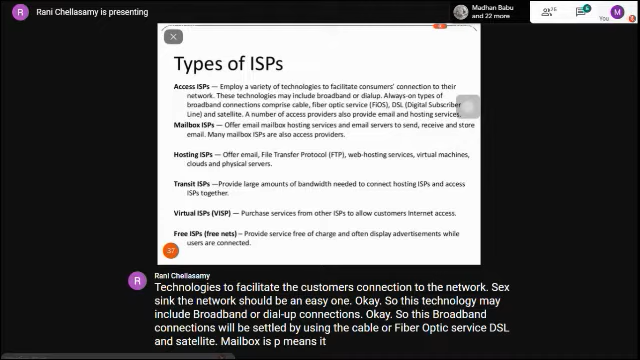 R Rani Chellasamy is presenting
Madhan Babu
and 22 more
26
6
You
M
Types of ISPs
Access ISPs — Employ a variety of technologies to facilitate consumers' connection to their
network. These technologies may include broadband or dialup. Always-on types of
broadband connections comprise cable, fiber optic service (FiOS), DSL (Digital Subscriber
Line) and satellite. A number of access providers also provide email and hosting services.
Mailbox ISPs — Offer email mailbox hosting services and email servers to send, receive and store
email. Many mailbox ISPs are also access providers.
Hosting ISPs — Offer email, File Transfer Protocol (FTP), web-hosting services, virtual machines,
clouds and physical servers.
Transit ISPs — Provide large amounts of bandwidth needed to connect hosting ISPs and access
ISPs together.
Virtual ISPs (VISP) — Purchase services from other ISPs to allow customers Internet access.
Free ISPs (free nets) – Provide service free of charge and often display advertisements while
users are connected.
37
R Rani Chellasamy
Technologies to facilitate the customers connection to the network. Sex
sink the network should be an easy one. Okay. So this technology may
include Broadband or dial-up connections. Okay. So this Broadband
connections will be settled by using the cable or Fiber Optic service DSL
and satellite. Mailbox is p means it